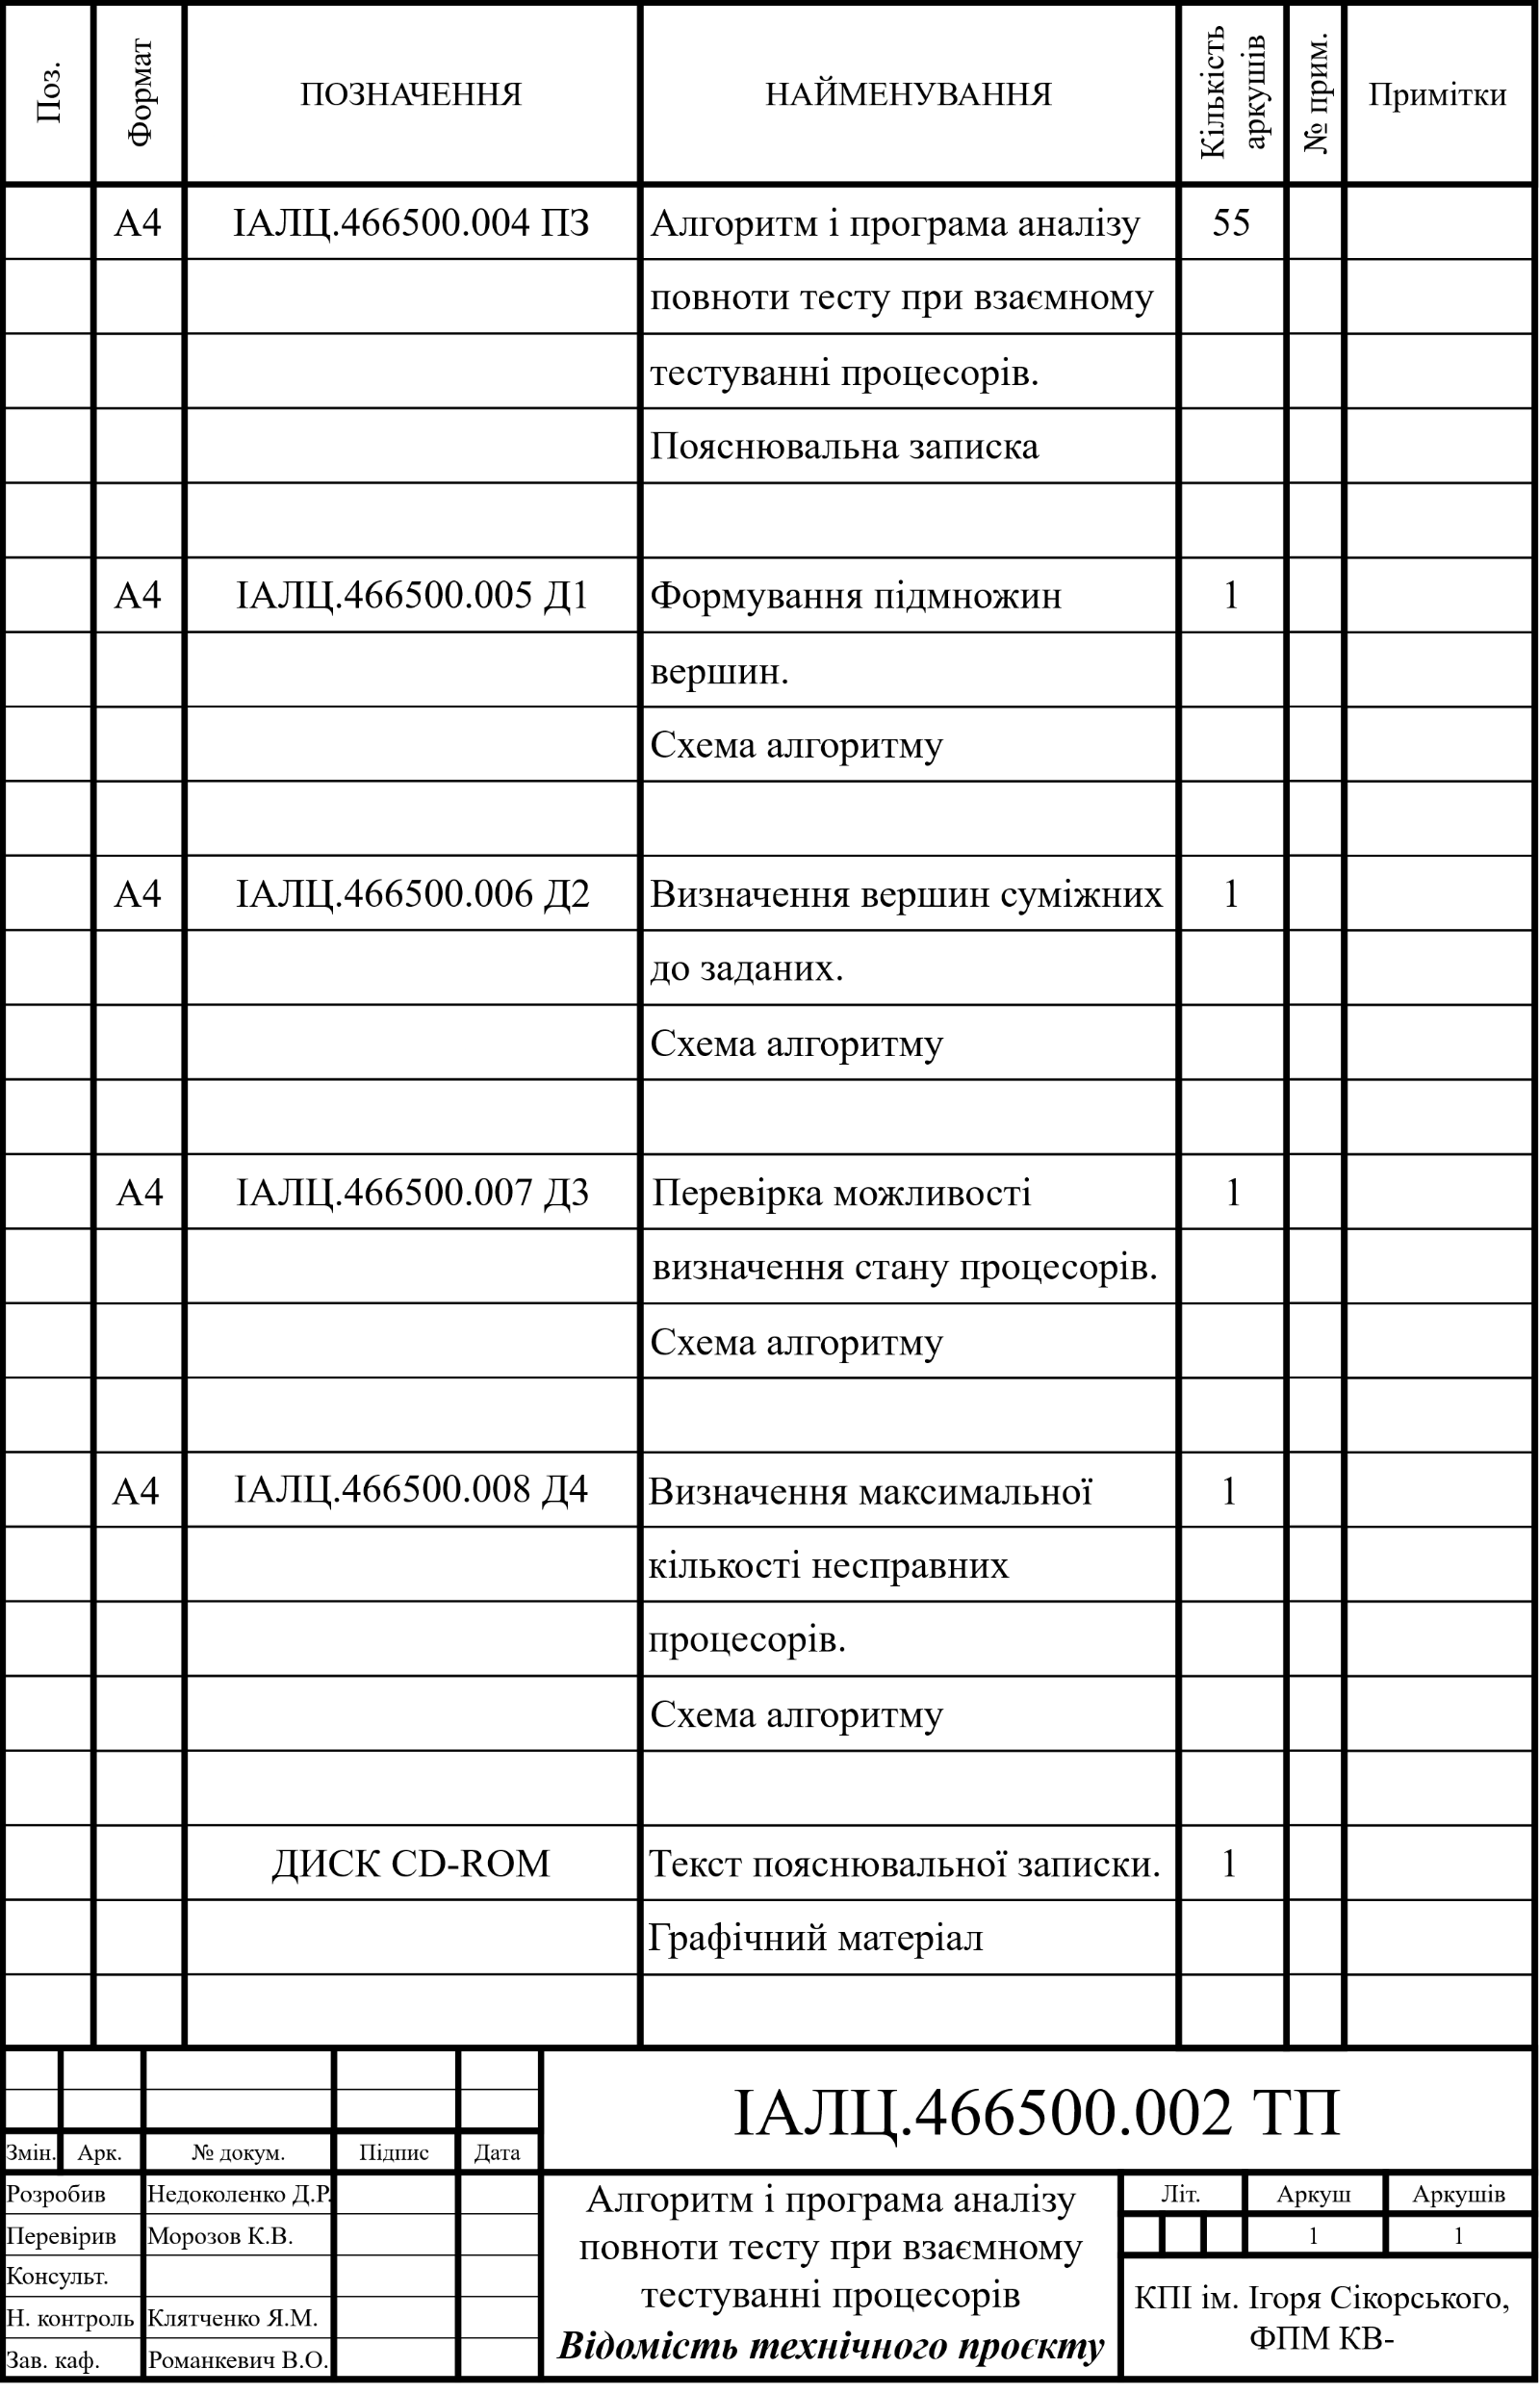 Поз.
Формат
ПОЗНАЧЕННЯ
НАЙМЕНУВАННЯ
Кількість
аркушів
№ прим.
Примітки
А4 ІАЛЦ.466500.004 ПЗ Алгоритм і програма аналізу 55
повноти тесту при взаємному
тестуванні процесорів.
Пояснювальна записка
А4 ІАЛЦ.466500.005 Д1 Формування підмножин 1
вершин.
Схема алгоритму
А4 ІАЛЦ.466500.006 Д2 Визначення вершин суміжних 1
до заданих.
Схема алгоритму
А4 ІАЛЦ.466500.007 Д3 Перевірка можливості 1
визначення стану процесорів.
Схема алгоритму
А4 ІАЛЦ.466500.008 Д4 Визначення максимальної 1
кількості несправних
процесорів.
Схема алгоритму
ДИСК CD-ROM Текст пояснювальної записки. 1
Графічний матеріал
ІАЛЦ.466500.002 ТП
Змін. Арк. № докум. Підпис Дата
Розробив Недоколенко Д.Р.
Перевірив Морозов К.В.
Консульт.
Н. контроль Клятченко Я.М.
Зав. каф. Романкевич В.О.
Алгоритм і програма аналізу
повноти тесту при взаємному
тестуванні процесорів
Відомість технічного проєкту
Літ. Аркуш Аркушів
1 1
КПІ ім. Ігоря Сікорського,
ФПМ КВ-